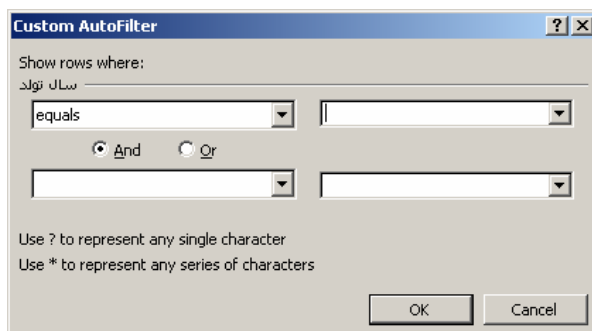 Custom AutoFilter
Show rows where:
سال تولد
equals
And Or
Use ? to represent any single character
Use * to represent any series of characters
OK Cancel